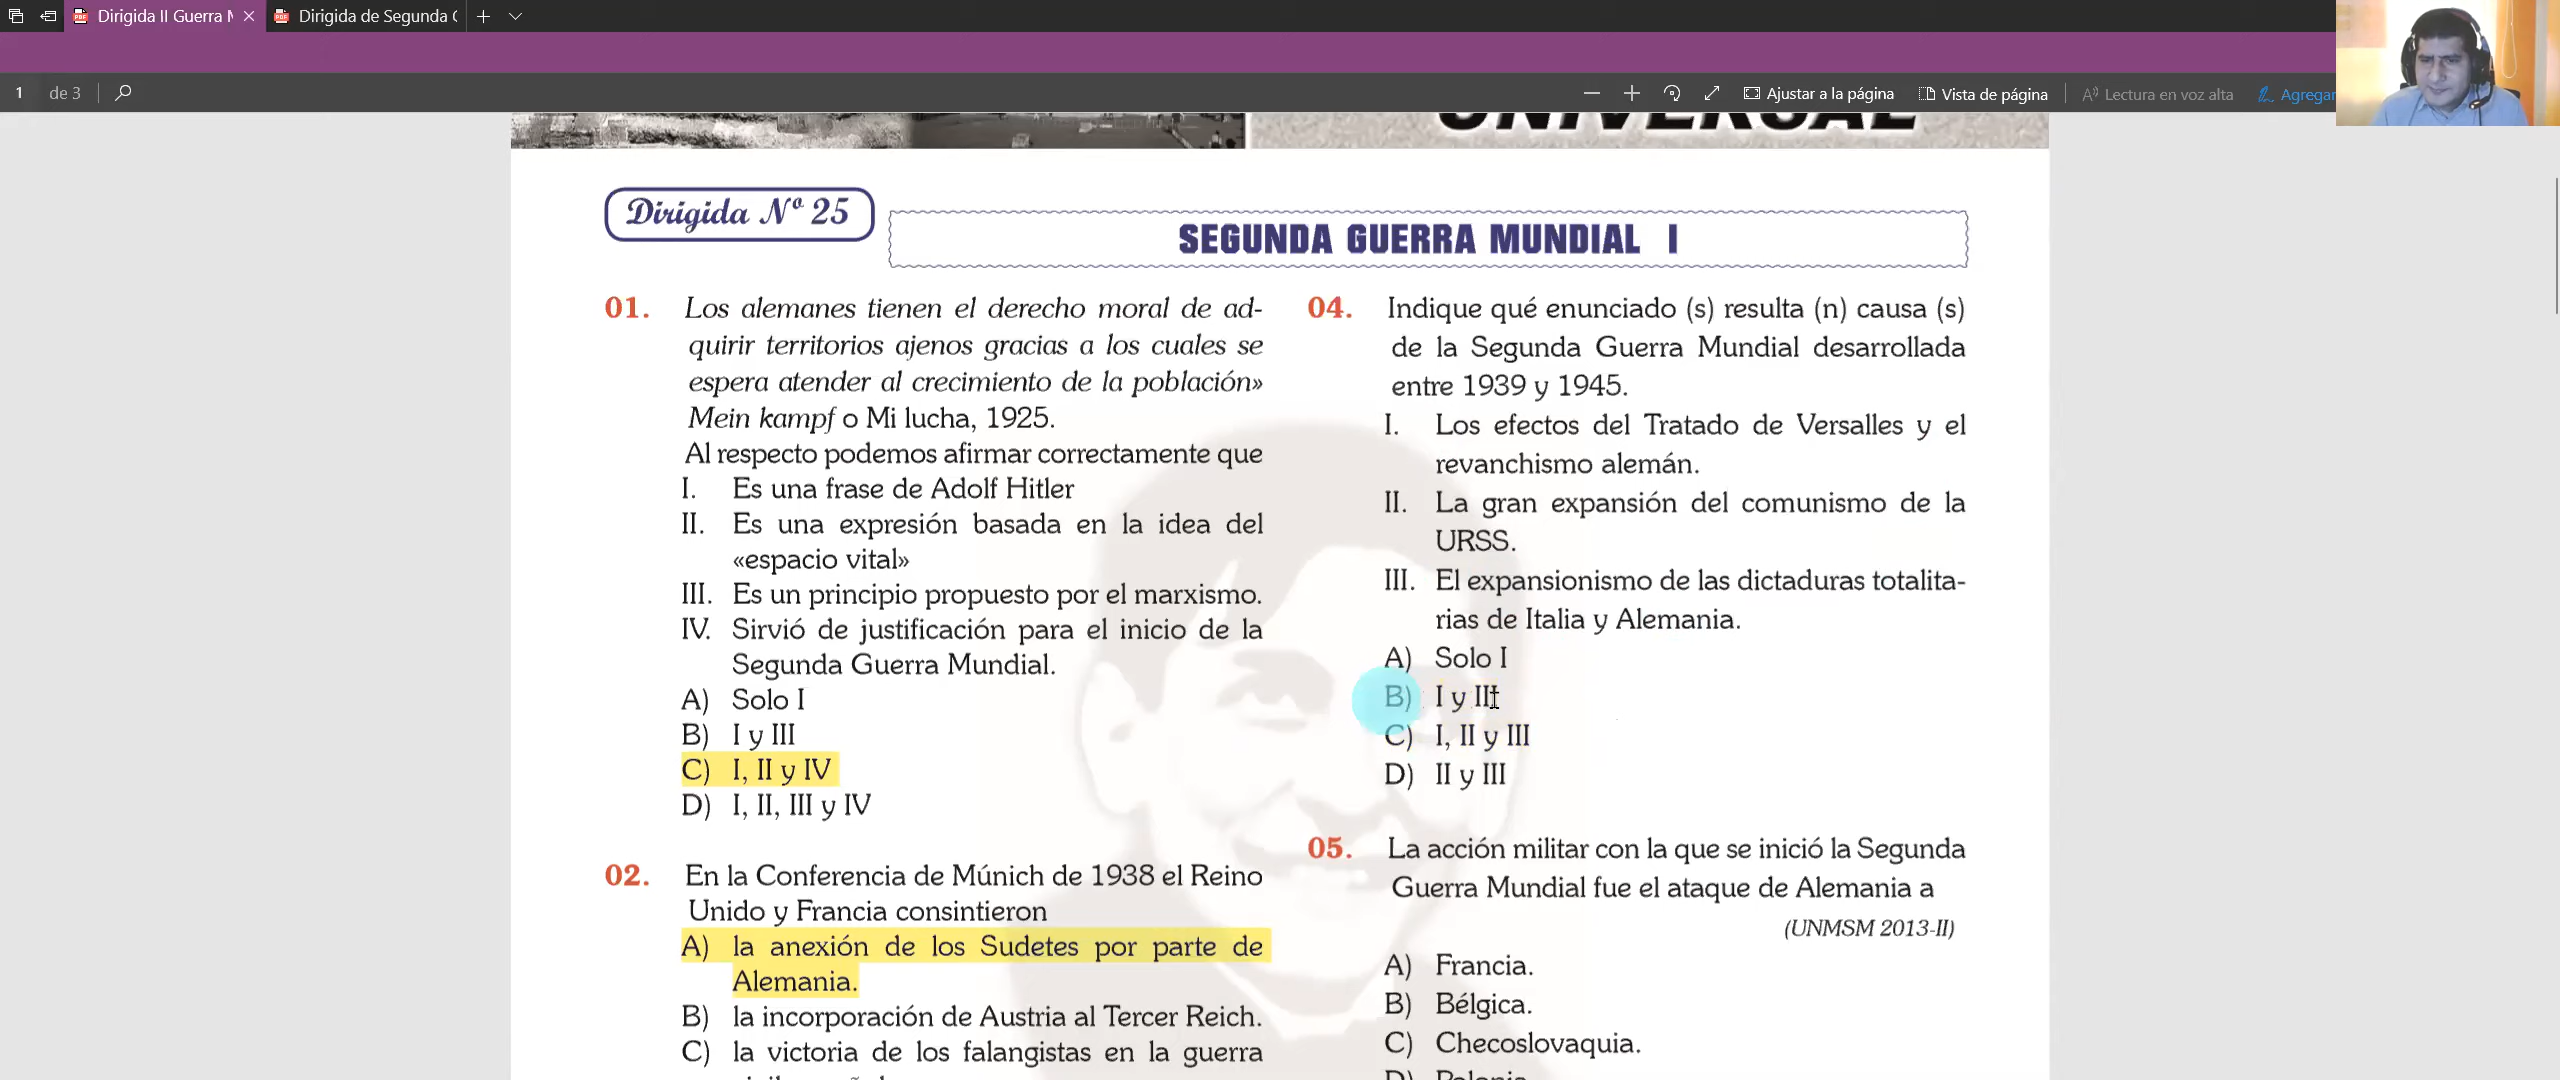 Dirigida II Guerra
Dirigida de Segunda
1 de 3
Ajustar a la página
Vista de página
Lectura en voz alta
Agregar
UNIVERSAL
Dirigida Nº 25
SEGUNDA GUERRA MUNDIAL I
01. Los alemanes tienen el derecho moral de ad-
quirir territorios ajenos gracias a los cuales se
espera atender al crecimiento de la población»
Mein kampf o Mi lucha, 1925.
Al respecto podemos afirmar correctamente que
I. Es una frase de Adolf Hitler
II. Es una expresión basada en la idea del
«espacio vital»
III. Es un principio propuesto por el marxismo.
IV. Sirvió de justificación para el inicio de la
Segunda Guerra Mundial.
A) Solo I
B) I y III
C) I, II y IV
D) I, II, III y IV
02. En la Conferencia de Múnich de 1938 el Reino
Unido y Francia consintieron
A) la anexión de los Sudetes por parte de
Alemania.
B) la incorporación de Austria al Tercer Reich.
C) la victoria de los falangistas en la guerra
04. Indique qué enunciado (s) resulta (n) causa (s)
de la Segunda Guerra Mundial desarrollada
entre 1939 y 1945.
I. Los efectos del Tratado de Versalles y el
revanchismo alemán.
II. La gran expansión del comunismo de la
URSS.
III. El expansionismo de las dictaduras totalita-
rias de Italia y Alemania.
A) Solo I
B) I y III
C) I, II y III
D) II y III
05. La acción militar con la que se inició la Segunda
Guerra Mundial fue el ataque de Alemania a
(UNMSM 2013-II)
A) Francia.
B) Bélgica.
C) Checoslovaquia.
D) Polonia.